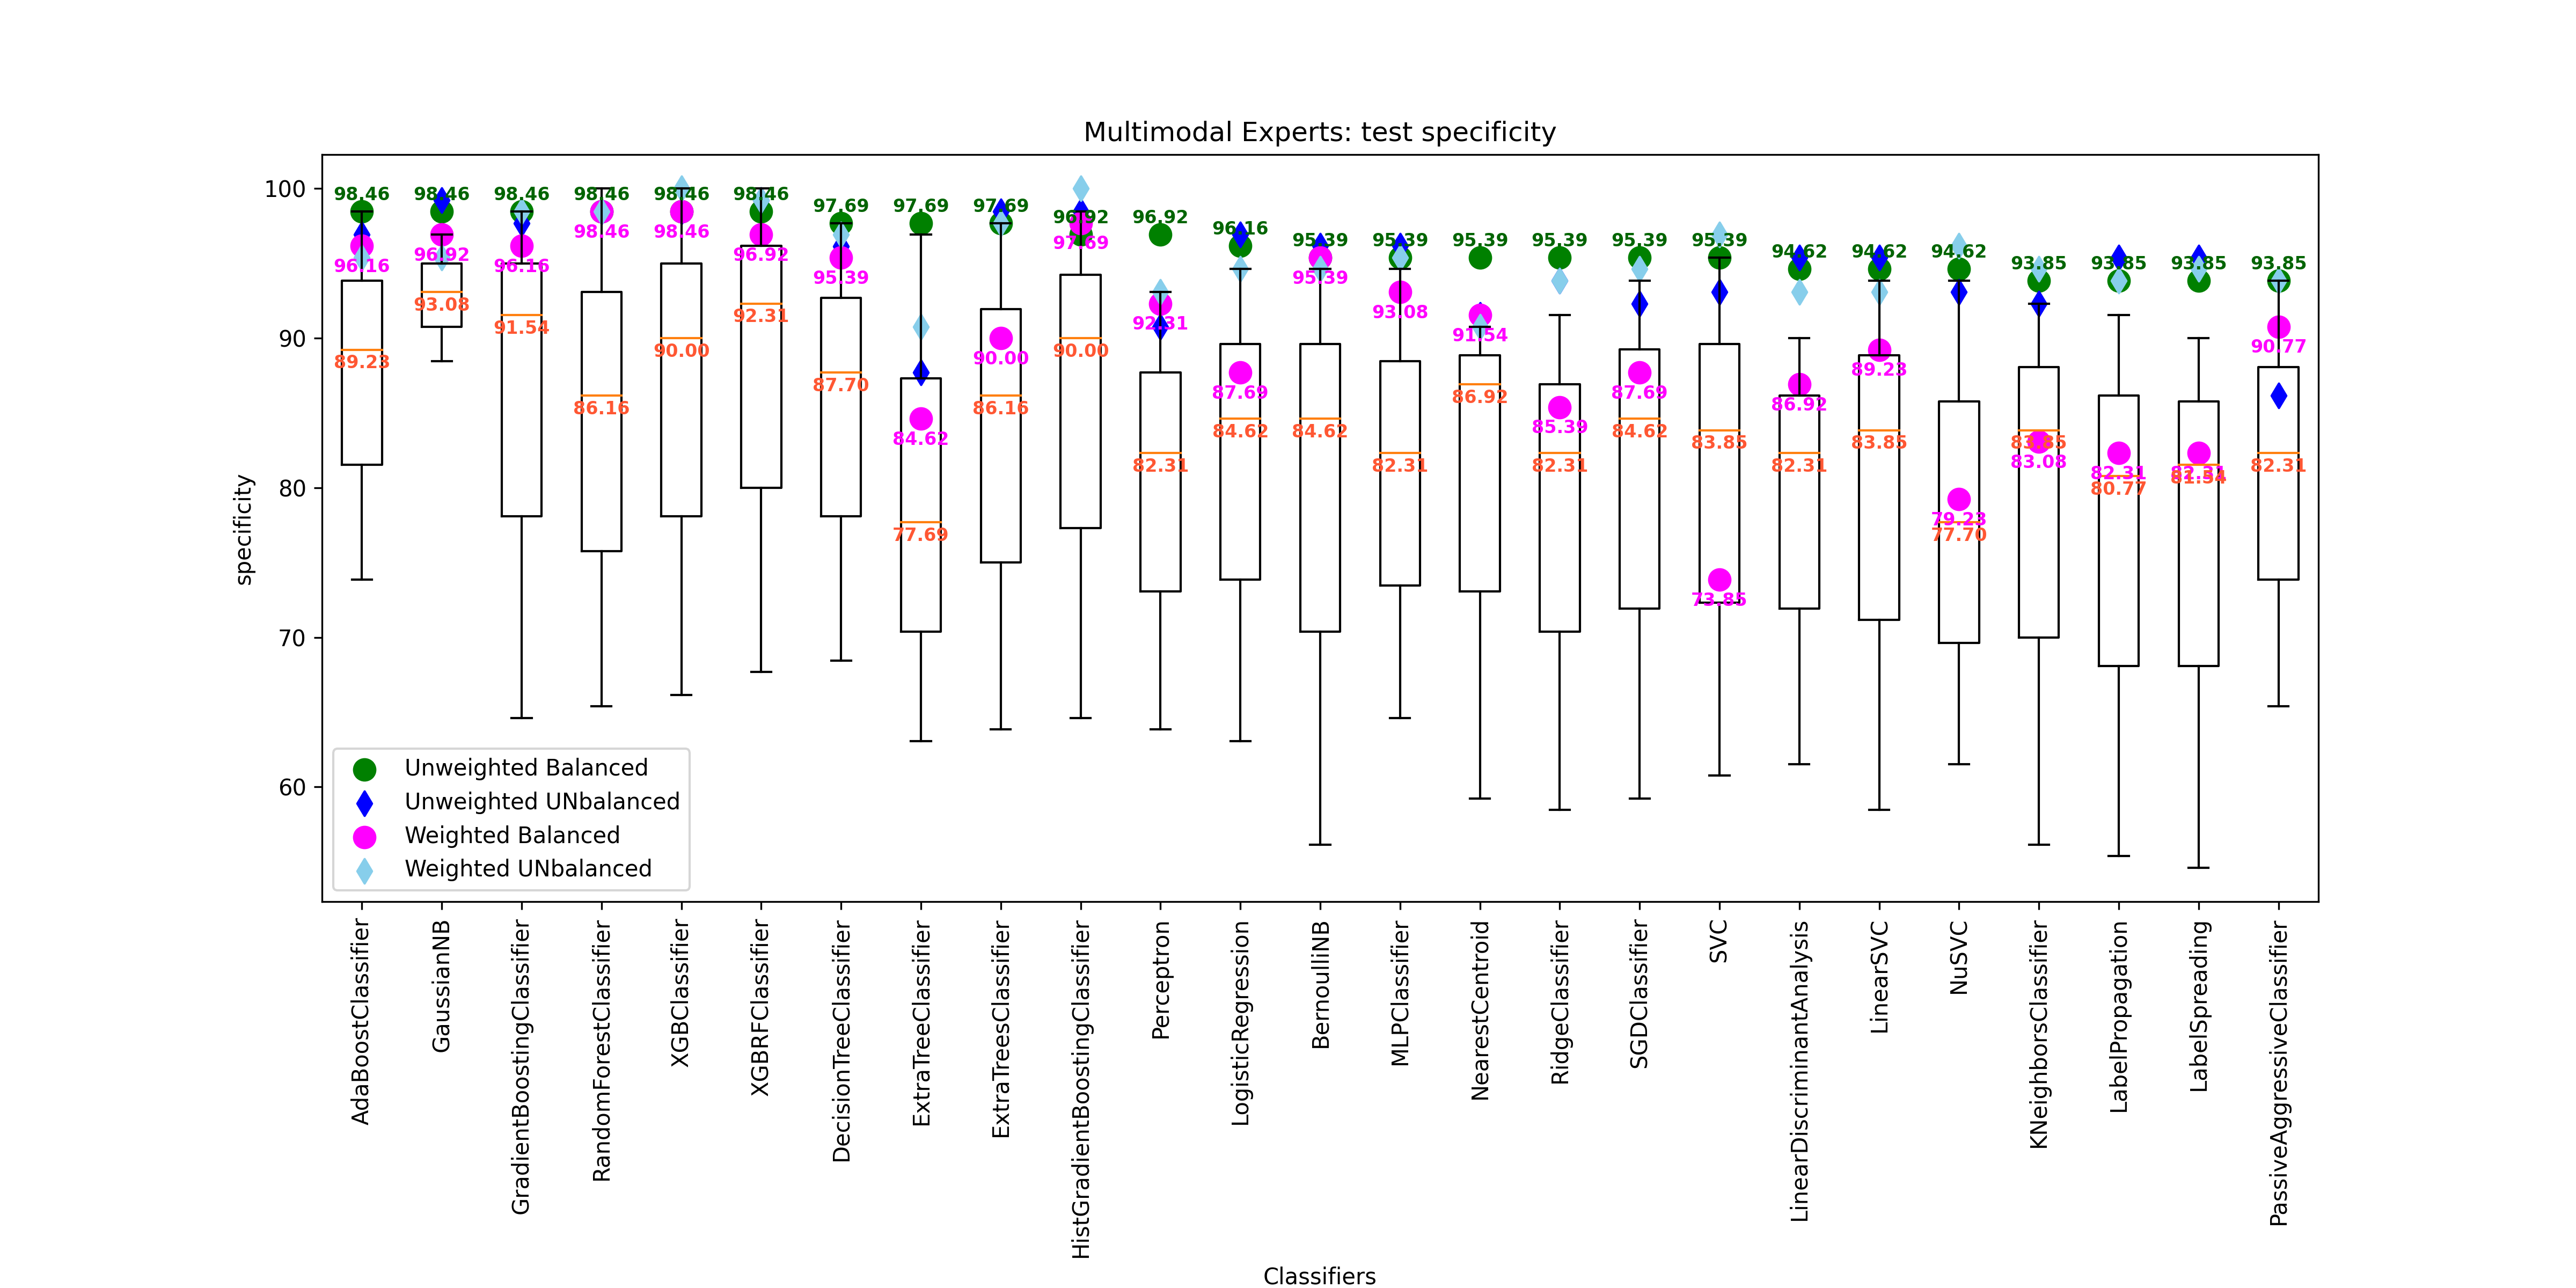 Multimodal Experts: test specificity
specificity
100
90
80
70
60
98.46 98.46 98.46 98.46 98.46 98.46 97.69 97.69 97.69 96.92 96.92 96.16 95.39 95.39 95.39 95.39 95.39 95.39 94.62 94.62 94.62 93.85 93.85 93.85 93.85
96.16 96.92 96.16 98.46 98.46 96.92 95.39 84.62 90.00 97.69 92.31 87.69 95.39 93.08 91.54 85.39 87.69 73.85 86.92 89.23 79.23 83.08 82.31 82.31 90.77
89.23 93.08 91.54 86.16 90.00 92.31 87.70 77.69 86.16 90.00 82.31 84.62 84.62 82.31 86.92 82.31 84.62 83.85 82.31 83.85 77.70 83.85 80.77 81.54 82.31
Unweighted Balanced
Unweighted UNbalanced
Weighted Balanced
Weighted UNbalanced
AdaBoostClassifier
GaussianNB
GradientBoostingClassifier
RandomForestClassifier
XGBClassifier
XGBRFClassifier
DecisionTreeClassifier
ExtraTreeClassifier
ExtraTreesClassifier
HistGradientBoostingClassifier
Perceptron
LogisticRegression
BernoulliNB
MLPClassifier
NearestCentroid
RidgeClassifier
SGDClassifier
SVC
LinearDiscriminantAnalysis
LinearSVC
NuSVC
KNeighborsClassifier
LabelPropagation
LabelSpreading
PassiveAggressiveClassifier
Classifiers